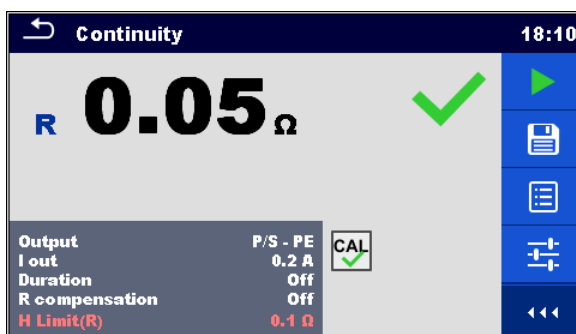 Continuity 18:10
R 0.05 Ω
Output P/S - PE
I out 0.2 A
Duration Off
R compensation Off
H Limit(R) 0.1 Ω
CAL